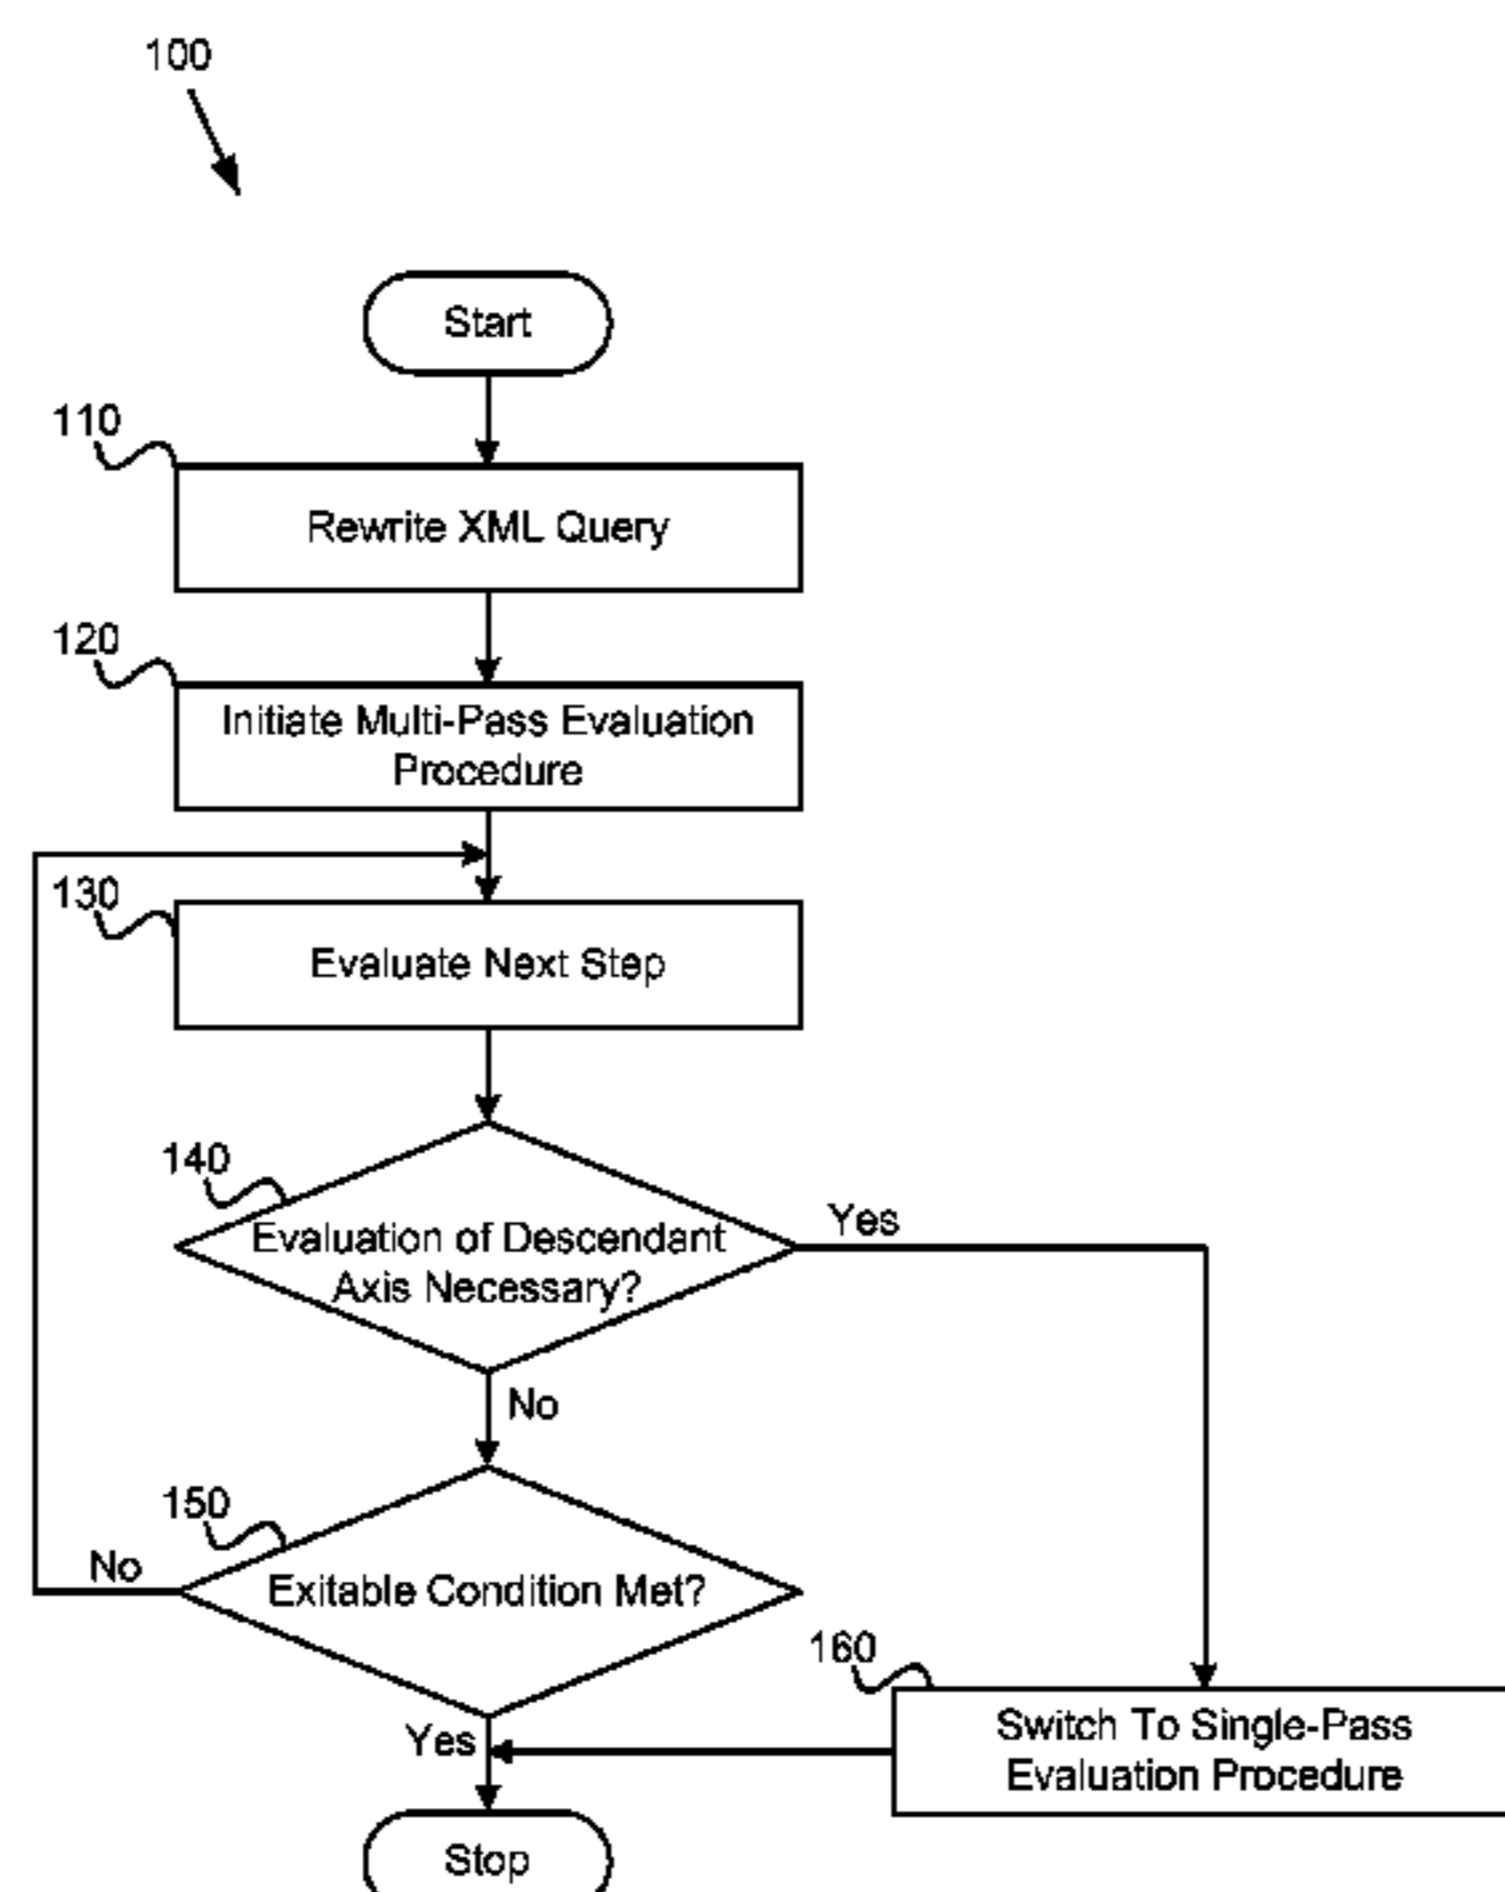 100
Start
110
Rewrite XML Query
120
Initiate Multi-Pass Evaluation
Procedure
130
Evaluate Next Step
140
Evaluation of Descendant
Axis Necessary?
Yes
No
150
No
Exitable Condition Met?
160
Yes
Switch To Single-Pass
Evaluation Procedure
Stop